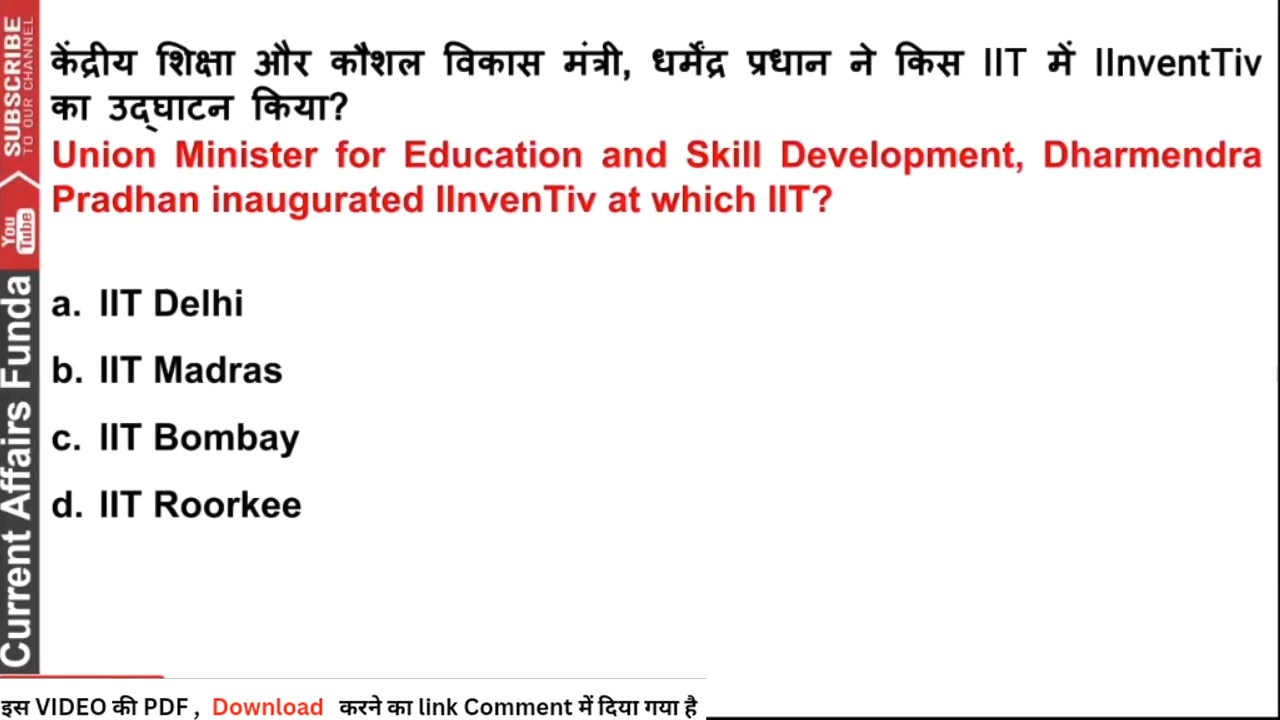 केंद्रीय शिक्षा और कौशल विकास मंत्री, धर्मेंद्र प्रधान ने किस IIT में IInventTiv
का उद्घाटन किया?
Union Minister for Education and Skill Development, Dharmendra
Pradhan inaugurated IInvenTiv at which IIT?
a. IIT Delhi
b. IIT Madras
c. IIT Bombay
d. IIT Roorkee
SUBSCRIBE
TO OUR CHANNEL
You
Tube
Current Affairs Funda
इस VIDEO की PDF , Download करने का link Comment में दिया गया है